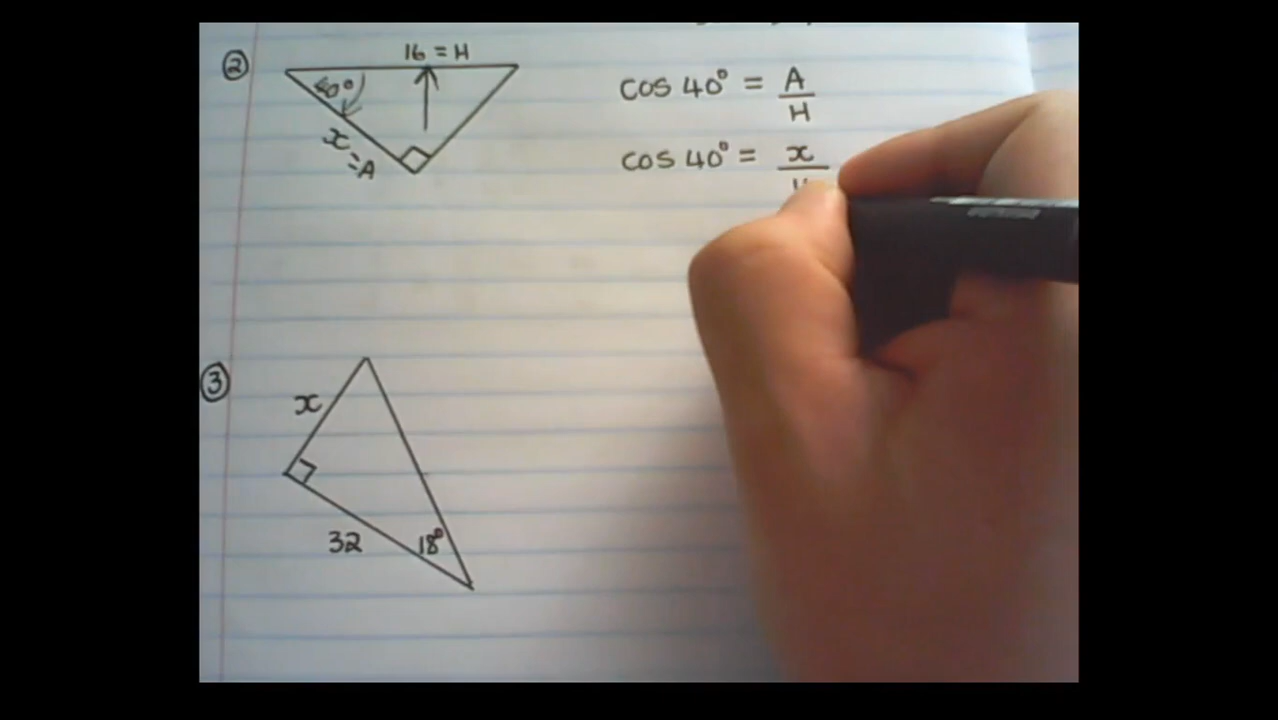 ② 16 = H
40°
x
= A
cos 40° = A/H
cos 40° = x/
③
x
32
18°